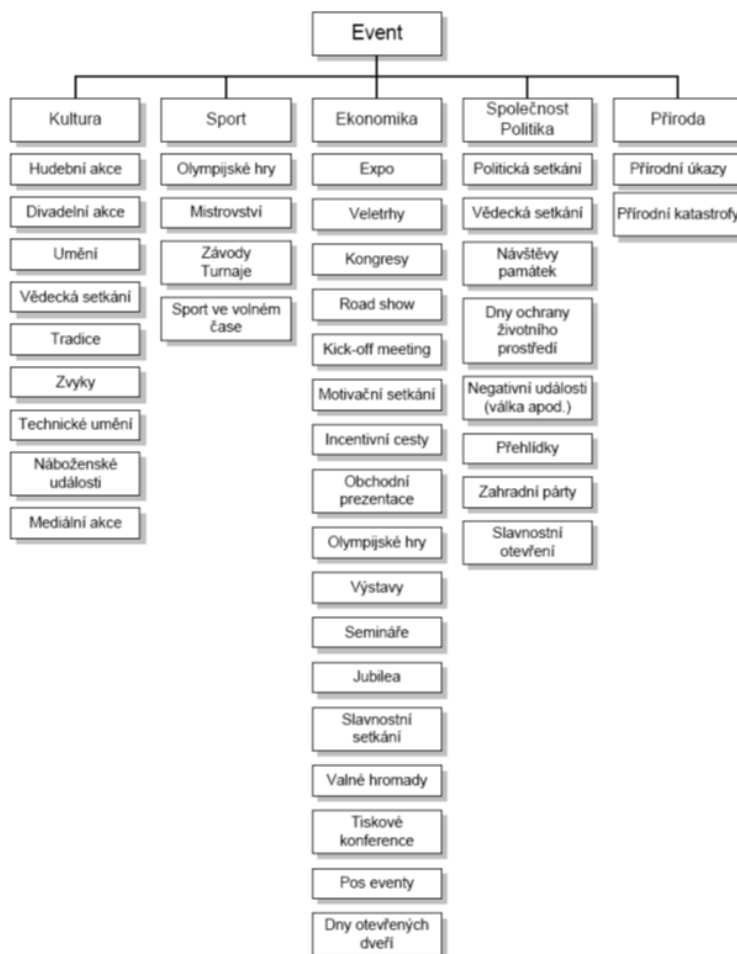 Event
Kultura
Hudební akce
Divadelní akce
Umění
Vědecká setkání
Tradice
Zvyky
Technické umění
Náboženské
události
Mediální akce
Sport
Olympijské hry
Mistrovství
Závody
Turnaje
Sport ve volném
čase
Ekonomika
Expo
Veletrhy
Kongresy
Road show
Kick-off meeting
Motivační setkání
Incentivní cesty
Obchodní
prezentace
Olympijské hry
Výstavy
Semináře
Jubilea
Slavnostní
setkání
Valné hromady
Tiskové
konference
Pos eventy
Dny otevřených
dveří
Společnost
Politika
Politická setkání
Vědecká setkání
Návštěvy
památek
Dny ochrany
životního
prostředí
Negativní události
(válka apod.)
Přehlídky
Zahradní párty
Slavnostní
otevření
Příroda
Přírodní úkazy
Přírodní katastrofy